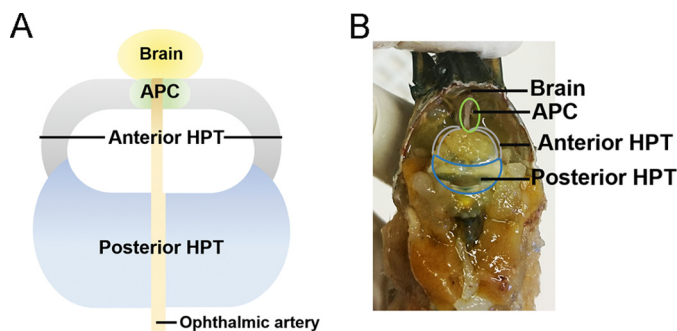 A
Brain
APC
Anterior HPT
Posterior HPT
Ophthalmic artery
B
Brain
APC
Anterior HPT
Posterior HPT